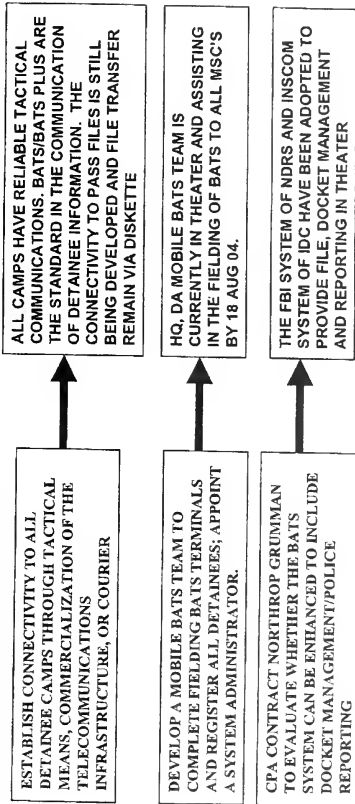 ESTABLISH CONNECTIVITY TO ALL
DETAINEE CAMPS THROUGH TACTICAL
MEANS, COMMERCIALIZATION OF THE
TELECOMMUNICATIONS
INFRASTRUCTURE, OR COURIER
ALL CAMPS HAVE RELIABLE TACTICAL
COMMUNICATIONS. BATS/BATS PLUS ARE
THE STANDARD IN THE COMMUNICATION
OF DETAINEE INFORMATION. THE
CONNECTIVITY TO PASS FILES IS STILL
BEING DEVELOPED AND FILE TRANSFER
REMAIN VIA DISKETTE
DEVELOP A MOBILE BATS TEAM TO
COMPLETE FIELDING BATS TERMINALS
AND REGISTER ALL DETAINEES; APPOINT
A SYSTEM ADMINISTRATOR.
HQ, DA MOBILE BATS TEAM IS
CURRENTLY IN THEATER AND ASSISTING
IN THE FIELDING OF BATS TO ALL MSC'S
BY 18 AUG 04.
CPA CONTRACT NORTHROP GRUMMAN
TO EVALUATE WHETHER THE BATS
SYSTEM CAN BE ENHANCED TO INCLUDE
DOCKET MANAGEMENT/POLICE
REPORTING
THE FBI SYSTEM OF NDRS AND INSCOM
SYSTEM OF IDC HAVE BEEN ADOPTED TO
PROVIDE FILE, DOCKET MANAGEMENT
AND REPORTING IN THEATER